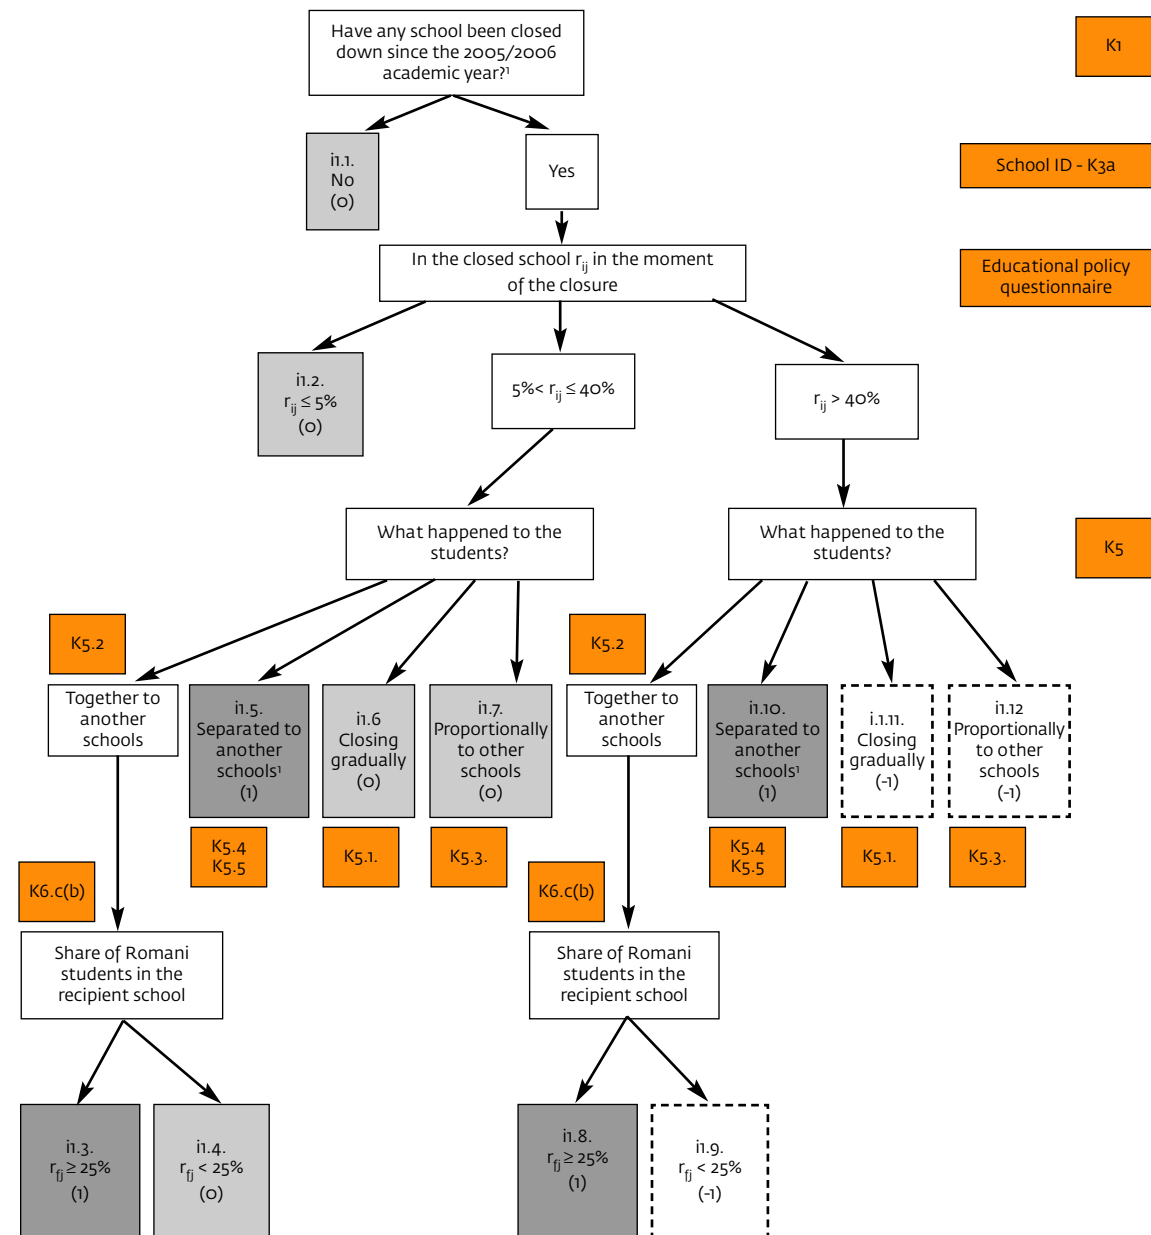 Have any school been closed
down since the 2005/2006
academic year?¹
K1
i1.1.
No
(0)
Yes
School ID - K3a
In the closed school rij in the moment
of the closure
Educational policy
questionnaire
i1.2.
rij ≤ 5%
(0)
5%< rij ≤ 40%
rij > 40%
What happened to the
students?
What happened to the
students?
K5
K5.2
K5.2
Together to
another
schools
i1.5.
Separated to
another
schools¹
(1)
i1.6
Closing
gradually
(0)
i1.7.
Proportionally
to other
schools
(0)
Together to
another
schools
i1.10.
Separated to
another
schools¹
(1)
i.1.11.
Closing
gradually
(-1)
i1.12
Proportionally
to other
schools
(-1)
K5.4
K5.5
K5.1.
K5.3.
K5.4
K5.5
K5.1.
K5.3.
K6.c(b)
K6.c(b)
Share of Romani
students in the
recipient school
Share of Romani
students in the
recipient school
i1.3.
rfj ≥ 25%
(1)
i1.4.
rfj < 25%
(0)
i1.8.
rfj ≥ 25%
(1)
i1.9.
rfj < 25%
(-1)